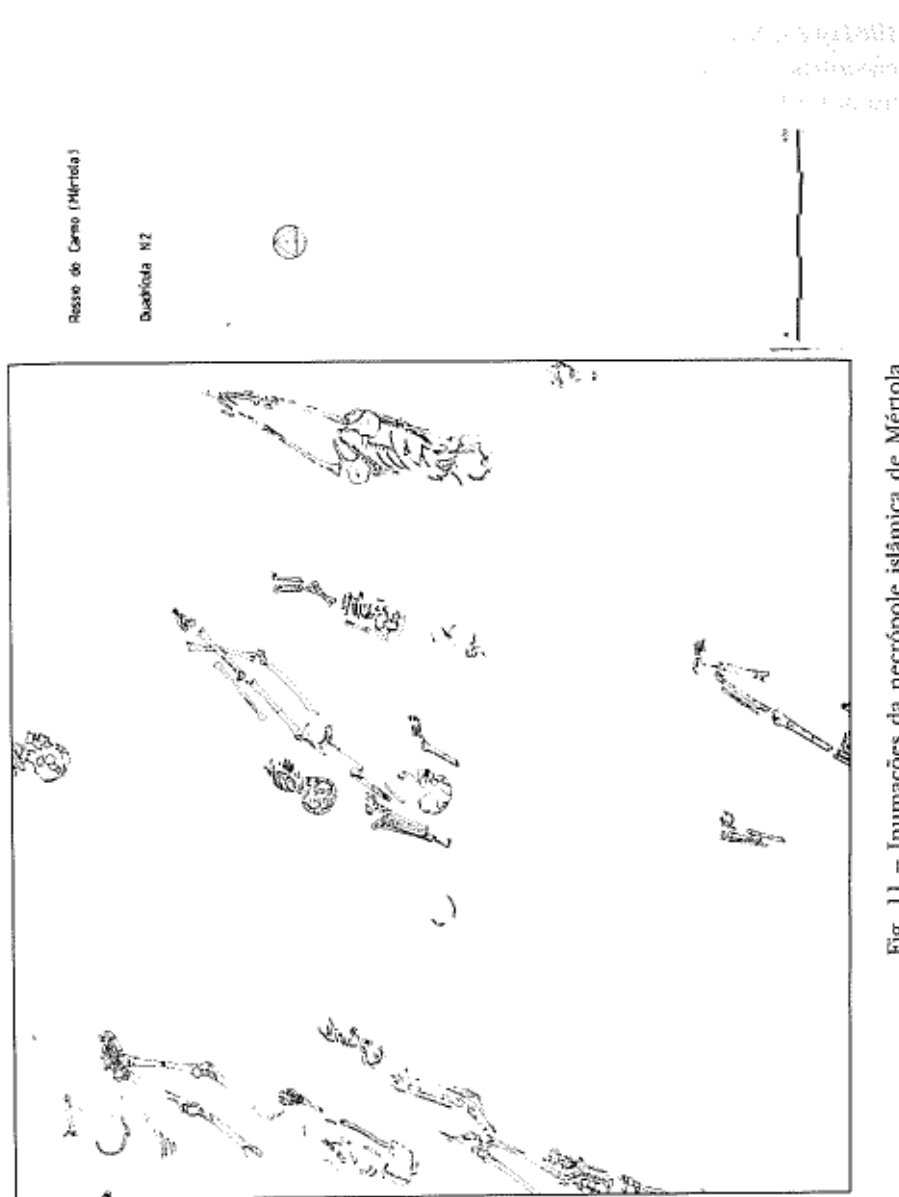 Rossio do Carmo (Mértola)
Quadrícula N2
Fig. 11 – Inumações da necrópole islâmica de Mértola